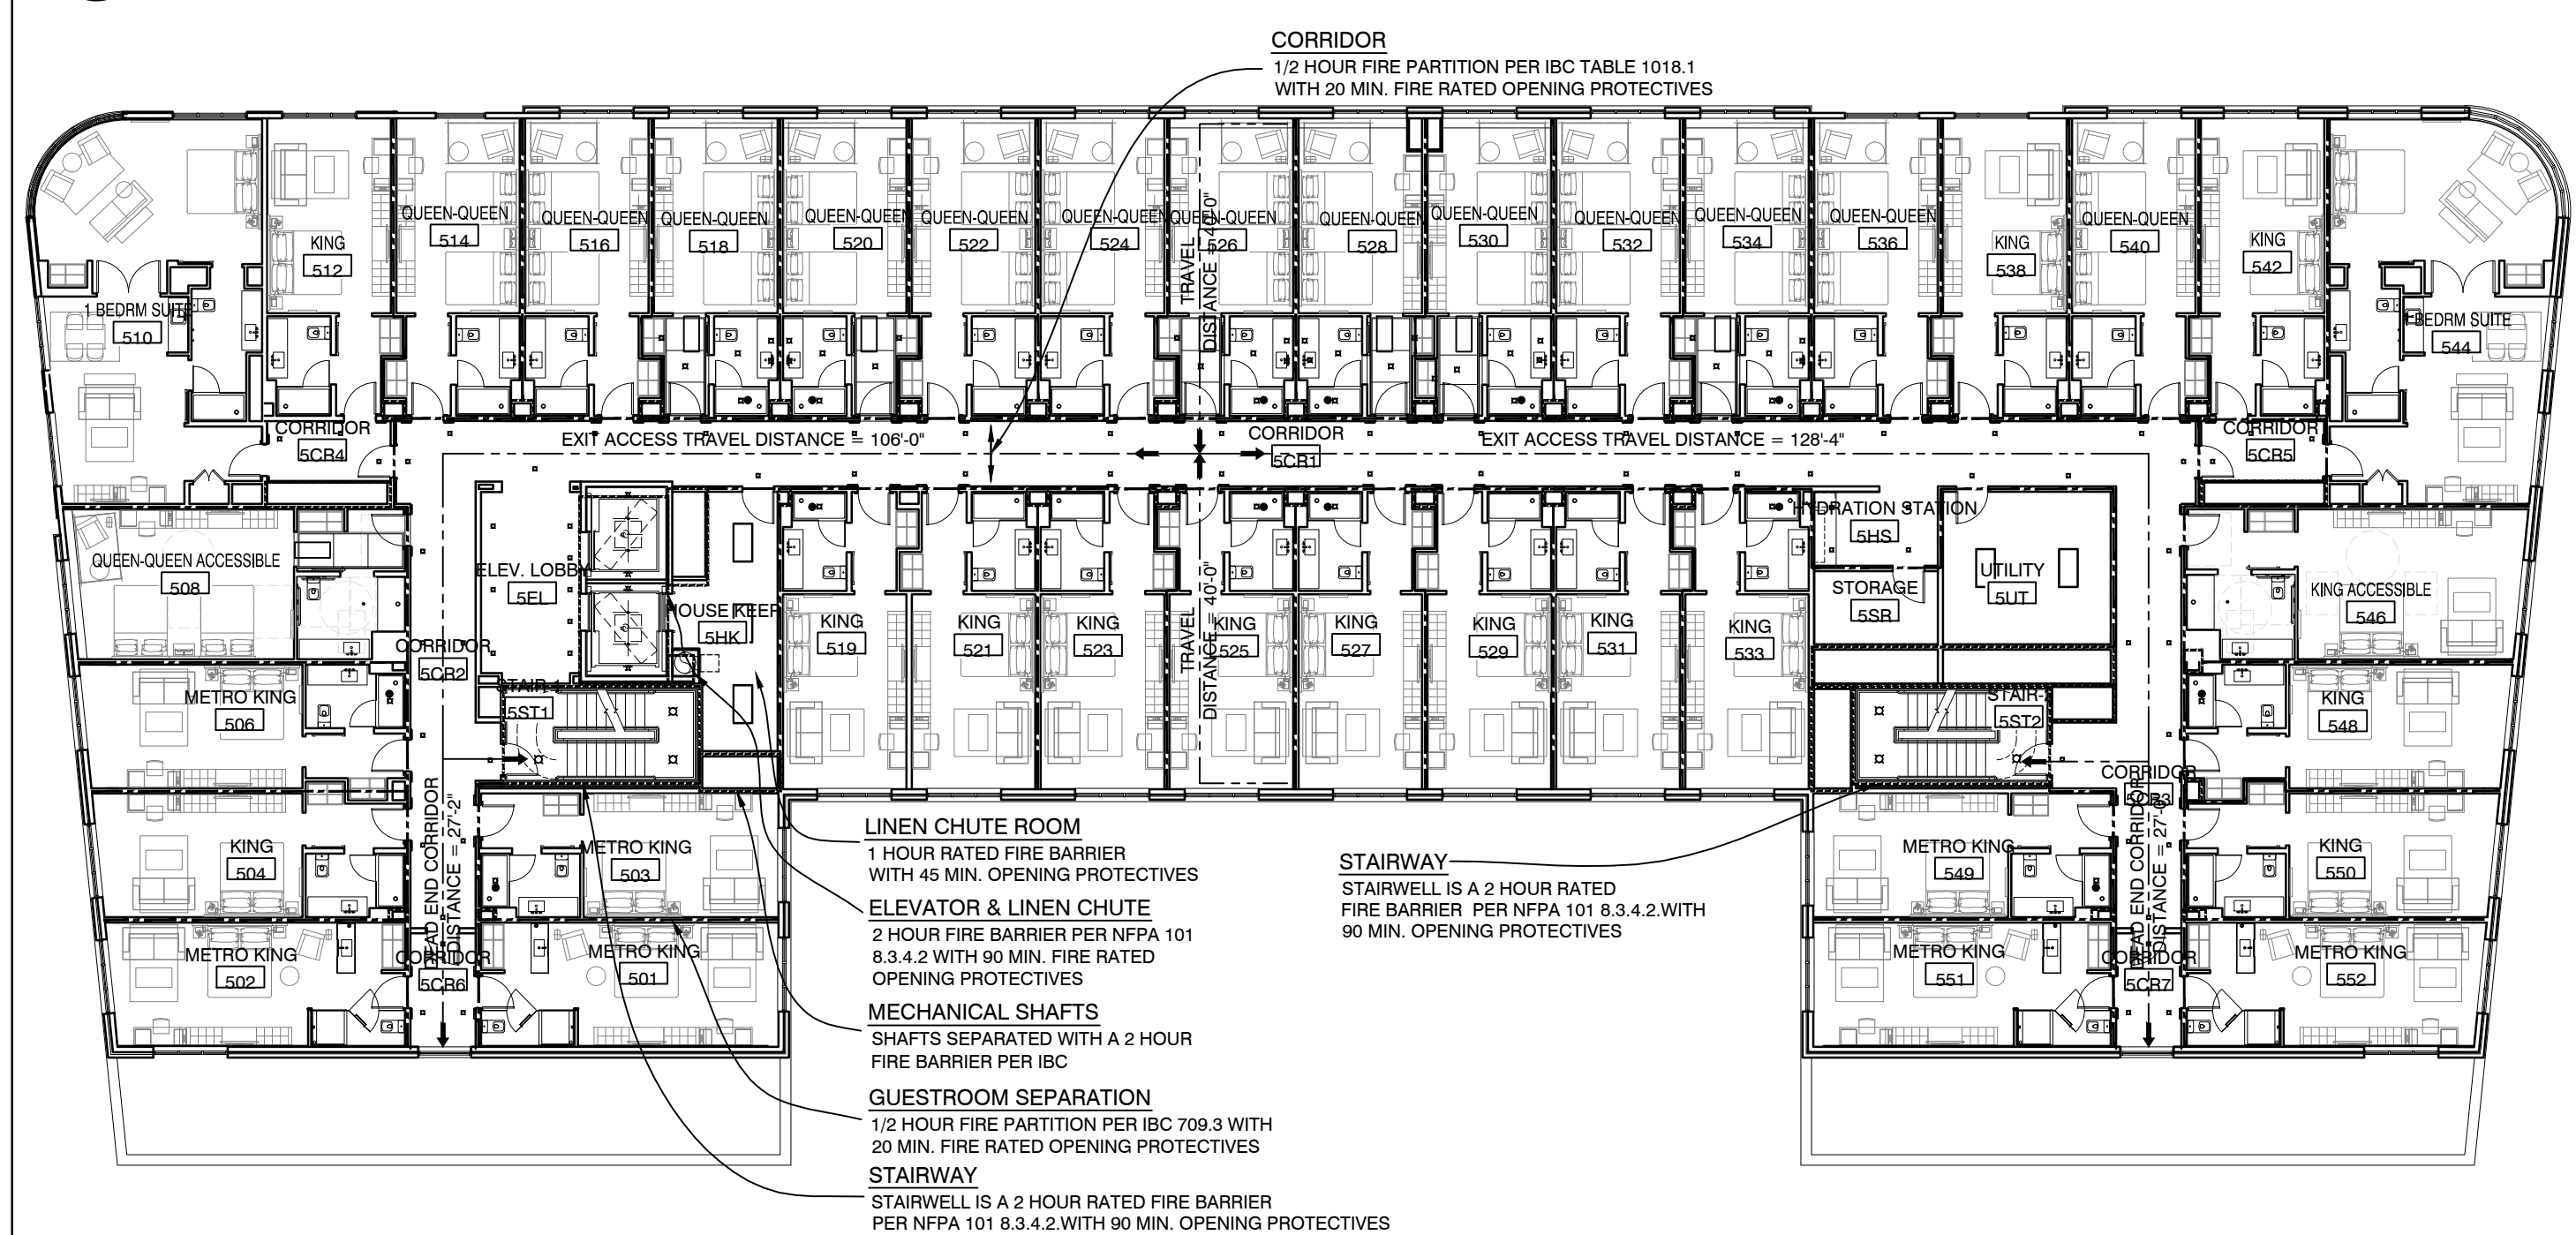 CORRIDOR
1/2 HOUR FIRE PARTITION PER IBC TABLE 1018.1
WITH 20 MIN. FIRE RATED OPENING PROTECTIVES
1 BEDRM SUITE
510
KING
512
QUEEN-QUEEN
514
QUEEN-QUEEN
516
QUEEN-QUEEN
518
QUEEN-QUEEN
520
QUEEN-QUEEN
522
QUEEN-QUEEN
524
QUEEN-QUEEN
526
TRAVEL
DISTANCE = 40'-0"
QUEEN-QUEEN
528
QUEEN-QUEEN
530
QUEEN-QUEEN
532
QUEEN-QUEEN
534
QUEEN-QUEEN
536
KING
538
QUEEN-QUEEN
540
KING
542
BEDRM SUITE
544
CORRIDOR
5CR4
EXIT ACCESS TRAVEL DISTANCE = 106'-0"
CORRIDOR
5CR1
EXIT ACCESS TRAVEL DISTANCE = 128'-4"
CORRIDOR
5CR5
QUEEN-QUEEN ACCESSIBLE
508
ELEV. LOBBY
5EL
HOUSE KEEP
5HK
CORRIDOR
5CR2
STAIR-1
5ST1
METRO KING
506
KING
519
KING
521
KING
523
KING
525
TRAVEL
DISTANCE = 40'-0"
KING
527
KING
529
KING
531
KING
533
HYDRATION STATION
5HS
STORAGE
5SR
UTILITY
5UT
STAIR-2
5ST2
KING ACCESSIBLE
546
KING
548
CORRIDOR
5CR3
KING
504
METRO KING
503
DEAD END CORRIDOR
DISTANCE = 27'-2"
METRO KING
502
CORRIDOR
5CR6
METRO KING
501
METRO KING
549
KING
550
DEAD END CORRIDOR
DISTANCE = 27'-0"
METRO KING
551
CORRIDOR
5CR7
METRO KING
552
LINEN CHUTE ROOM
1 HOUR RATED FIRE BARRIER
WITH 45 MIN. OPENING PROTECTIVES
ELEVATOR & LINEN CHUTE
2 HOUR FIRE BARRIER PER NFPA 101
8.3.4.2 WITH 90 MIN. FIRE RATED
OPENING PROTECTIVES
MECHANICAL SHAFTS
SHAFTS SEPARATED WITH A 2 HOUR
FIRE BARRIER PER IBC
GUESTROOM SEPARATION
1/2 HOUR FIRE PARTITION PER IBC 709.3 WITH
20 MIN. FIRE RATED OPENING PROTECTIVES
STAIRWAY
STAIRWELL IS A 2 HOUR RATED FIRE BARRIER
PER NFPA 101 8.3.4.2.WITH 90 MIN. OPENING PROTECTIVES
STAIRWAY
STAIRWELL IS A 2 HOUR RATED
FIRE BARRIER PER NFPA 101 8.3.4.2.WITH
90 MIN. OPENING PROTECTIVES